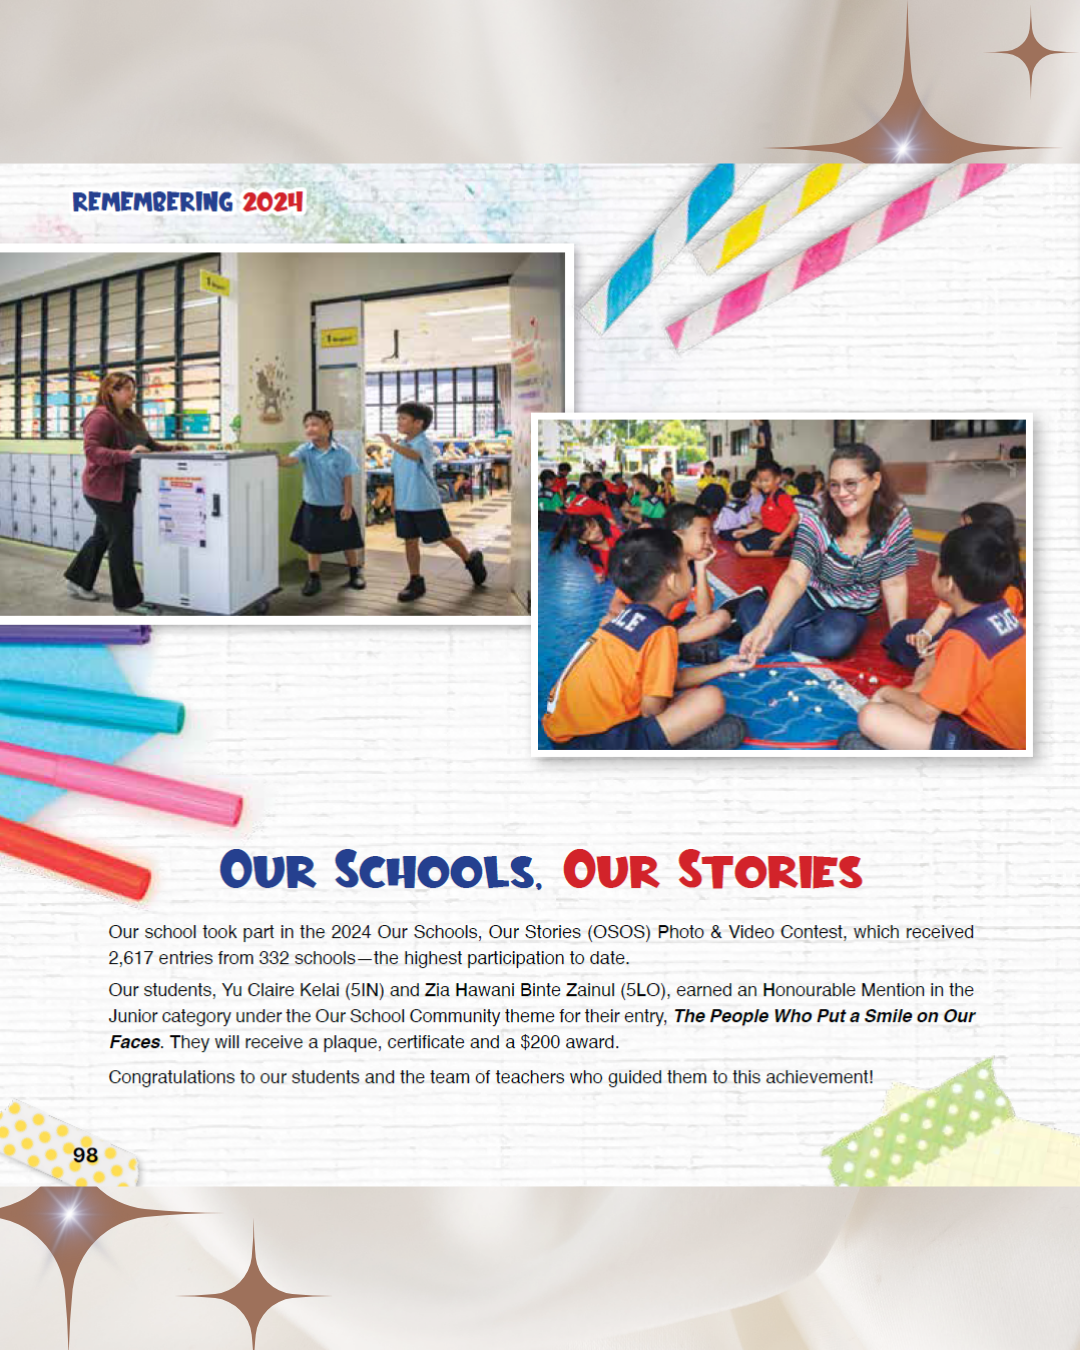 REMEMBERING 2024
1
1
LE
OUR SCHOOLS, OUR STORIES
Our school took part in the 2024 Our Schools, Our Stories (OSOS) Photo & Video Contest, which received
2,617 entries from 332 schools—the highest participation to date.
Our students, Yu Claire Kelai (5IN) and Zia Hawani Binte Zainul (5LO), earned an Honourable Mention in the
Junior category under the Our School Community theme for their entry, The People Who Put a Smile on Our
Faces. They will receive a plaque, certificate and a $200 award.
Congratulations to our students and the team of teachers who guided them to this achievement!
98